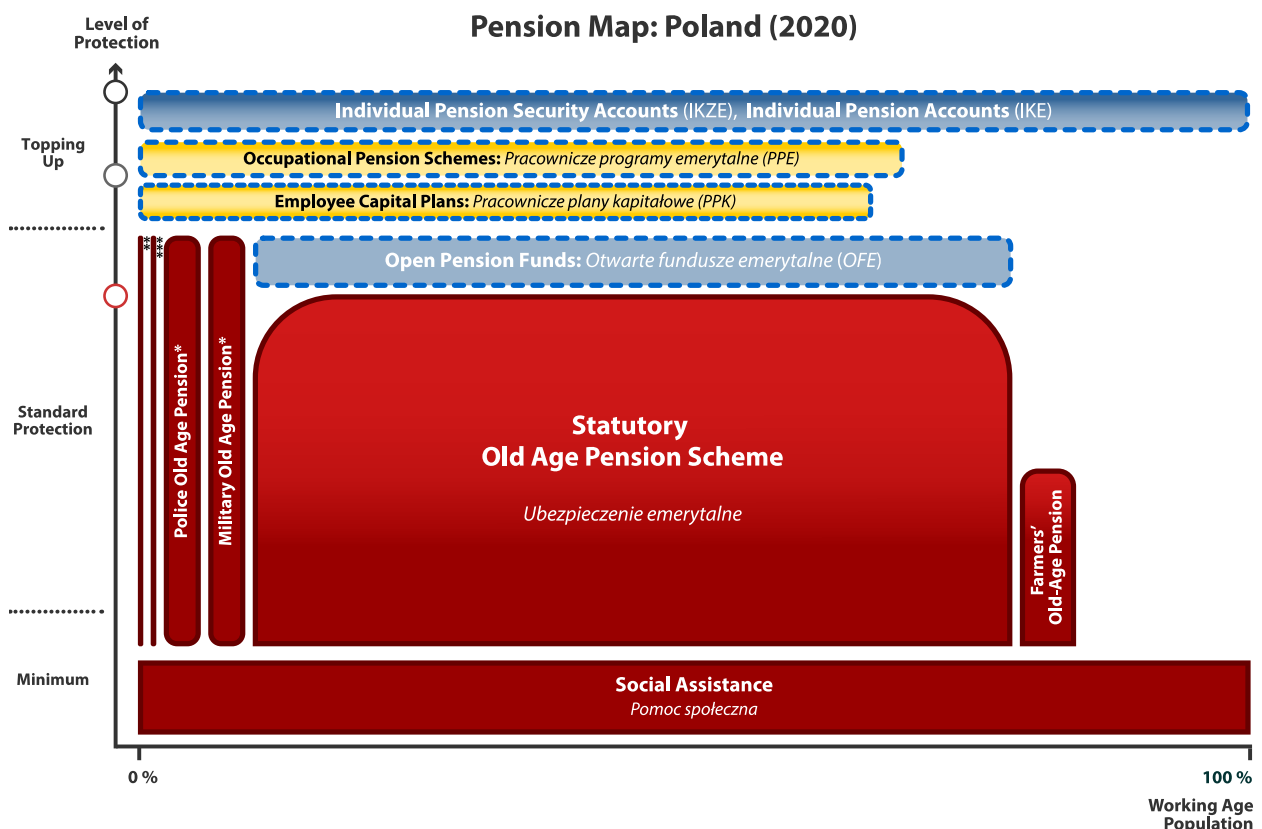 Pension Map: Poland (2020)
Level of
Protection
Individual Pension Security Accounts (IKZE), Individual Pension Accounts (IKE)
Topping
Up
Occupational Pension Schemes: Pracownicze programy emerytalne (PPE)
Employee Capital Plans: Pracownicze plany kapitałowe (PPK)
**
***
Open Pension Funds: Otwarte fundusze emerytalne (OFE)
Police Old Age Pension*
Military Old Age Pension*
Standard
Protection
Statutory
Old Age Pension Scheme
Ubezpieczenie emerytalne
Farmers’
Old-Age Pension
Minimum
Social Assistance
Pomoc społeczna
0 %
100 %
Working Age
Population